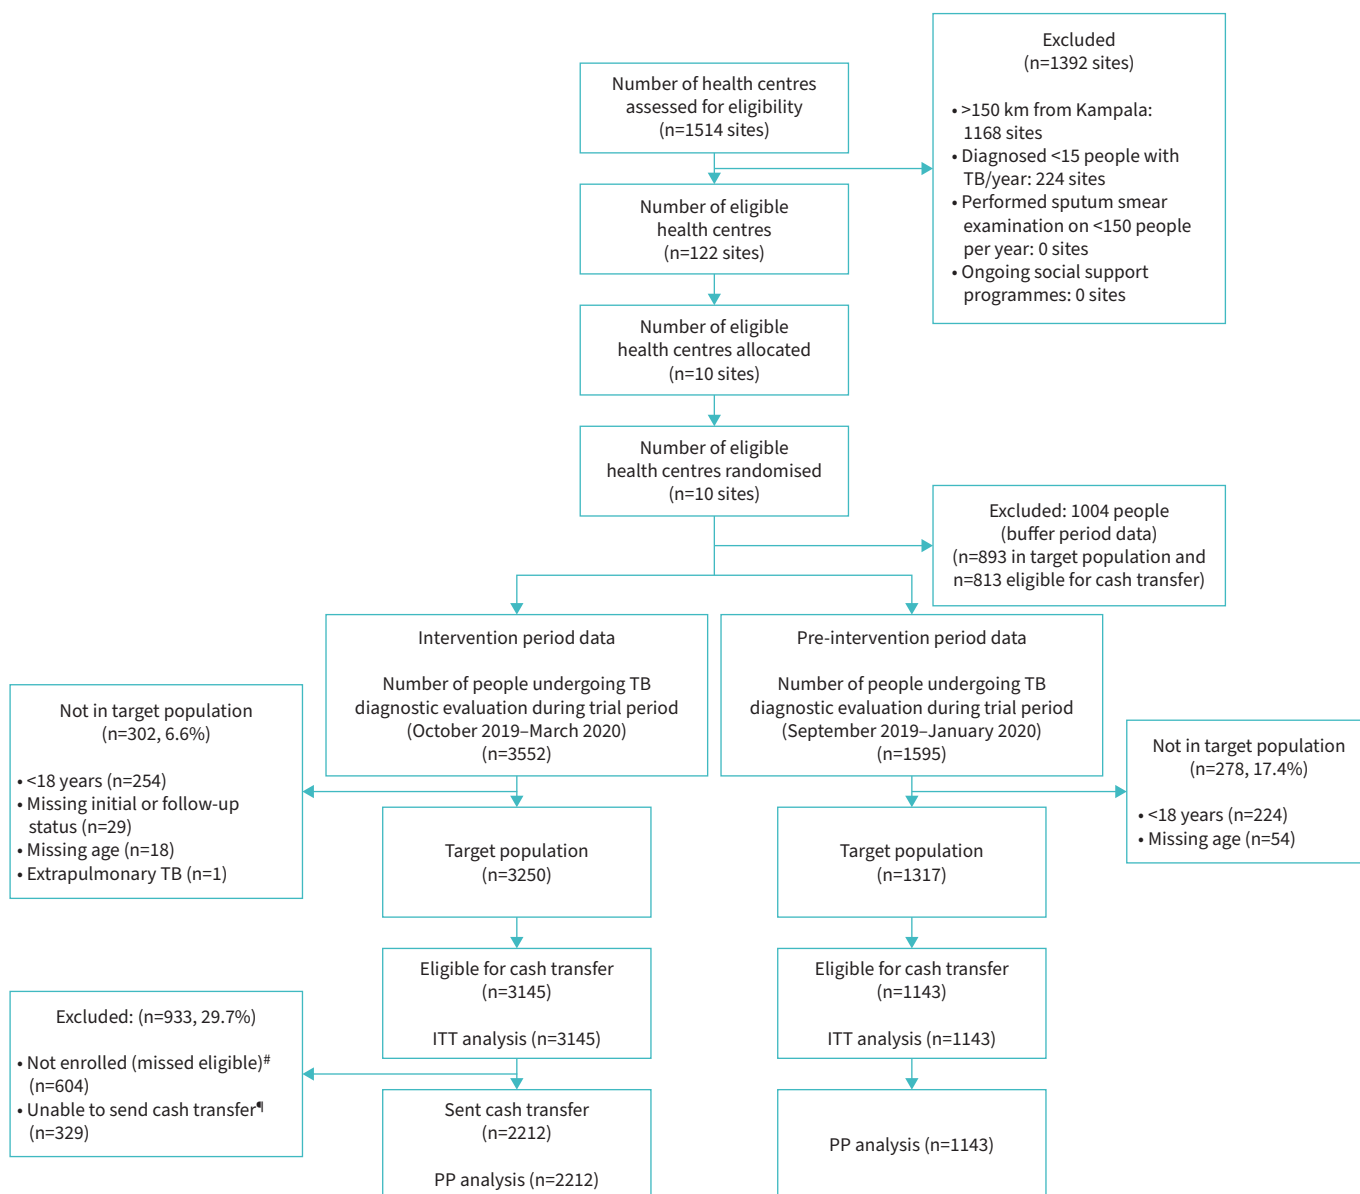 Number of health centres
assessed for eligibility
(n=1514 sites)
Excluded
(n=1392 sites)
• >150 km from Kampala:
1168 sites
• Diagnosed <15 people with
TB/year: 224 sites
• Performed sputum smear
examination on <150 people
per year: 0 sites
• Ongoing social support
programmes: 0 sites
Number of eligible
health centres
(n=122 sites)
Number of eligible
health centres allocated
(n=10 sites)
Number of eligible
health centres randomised
(n=10 sites)
Excluded: 1004 people
(buffer period data)
(n=893 in target population and
n=813 eligible for cash transfer)
Intervention period data
Number of people undergoing TB
diagnostic evaluation during trial period
(October 2019–March 2020)
(n=3552)
Pre-intervention period data
Number of people undergoing TB
diagnostic evaluation during trial period
(September 2019–January 2020)
(n=1595)
Not in target population
(n=302, 6.6%)
• <18 years (n=254)
• Missing initial or follow-up
status (n=29)
• Missing age (n=18)
• Extrapulmonary TB (n=1)
Not in target population
(n=278, 17.4%)
• <18 years (n=224)
• Missing age (n=54)
Target population
(n=3250)
Target population
(n=1317)
Eligible for cash transfer
(n=3145)
ITT analysis (n=3145)
Eligible for cash transfer
(n=1143)
ITT analysis (n=1143)
Excluded: (n=933, 29.7%)
• Not enrolled (missed eligible)#
(n=604)
• Unable to send cash transfer¶
(n=329)
Sent cash transfer
(n=2212)
PP analysis (n=2212)
PP analysis (n=1143)